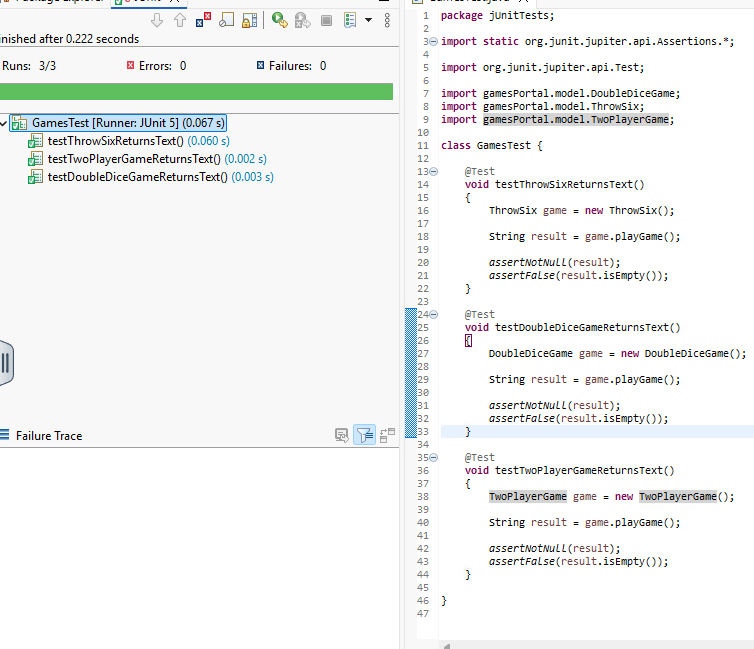 inished after 0.222 seconds
Runs: 3/3 Errors: 0 Failures: 0
GamesTest [Runner: JUnit 5] (0.067 s)
testThrowSixReturnsText() (0.060 s)
testTwoPlayerGameReturnsText() (0.002 s)
testDoubleDiceGameReturnsText() (0.003 s)
Failure Trace
1 package jUnitTests;
2
3 import static org.junit.jupiter.api.Assertions.*;
4
5 import org.junit.jupiter.api.Test;
6
7 import gamesPortal.model.DoubleDiceGame;
8 import gamesPortal.model.ThrowSix;
9 import gamesPortal.model.TwoPlayerGame;
10
11 class GamesTest {
12
13 @Test
14 void testThrowSixReturnsText()
15 {
16 ThrowSix game = new ThrowSix();
17
18 String result = game.playGame();
19
20 assertNotNull(result);
21 assertFalse(result.isEmpty());
22 }
23
24 @Test
25 void testDoubleDiceGameReturnsText()
26 {
27 DoubleDiceGame game = new DoubleDiceGame();
28
29 String result = game.playGame();
30
31 assertNotNull(result);
32 assertFalse(result.isEmpty());
33 }
34
35 @Test
36 void testTwoPlayerGameReturnsText()
37 {
38 TwoPlayerGame game = new TwoPlayerGame();
39
40 String result = game.playGame();
41
42 assertNotNull(result);
43 assertFalse(result.isEmpty());
44 }
45
46 }
47